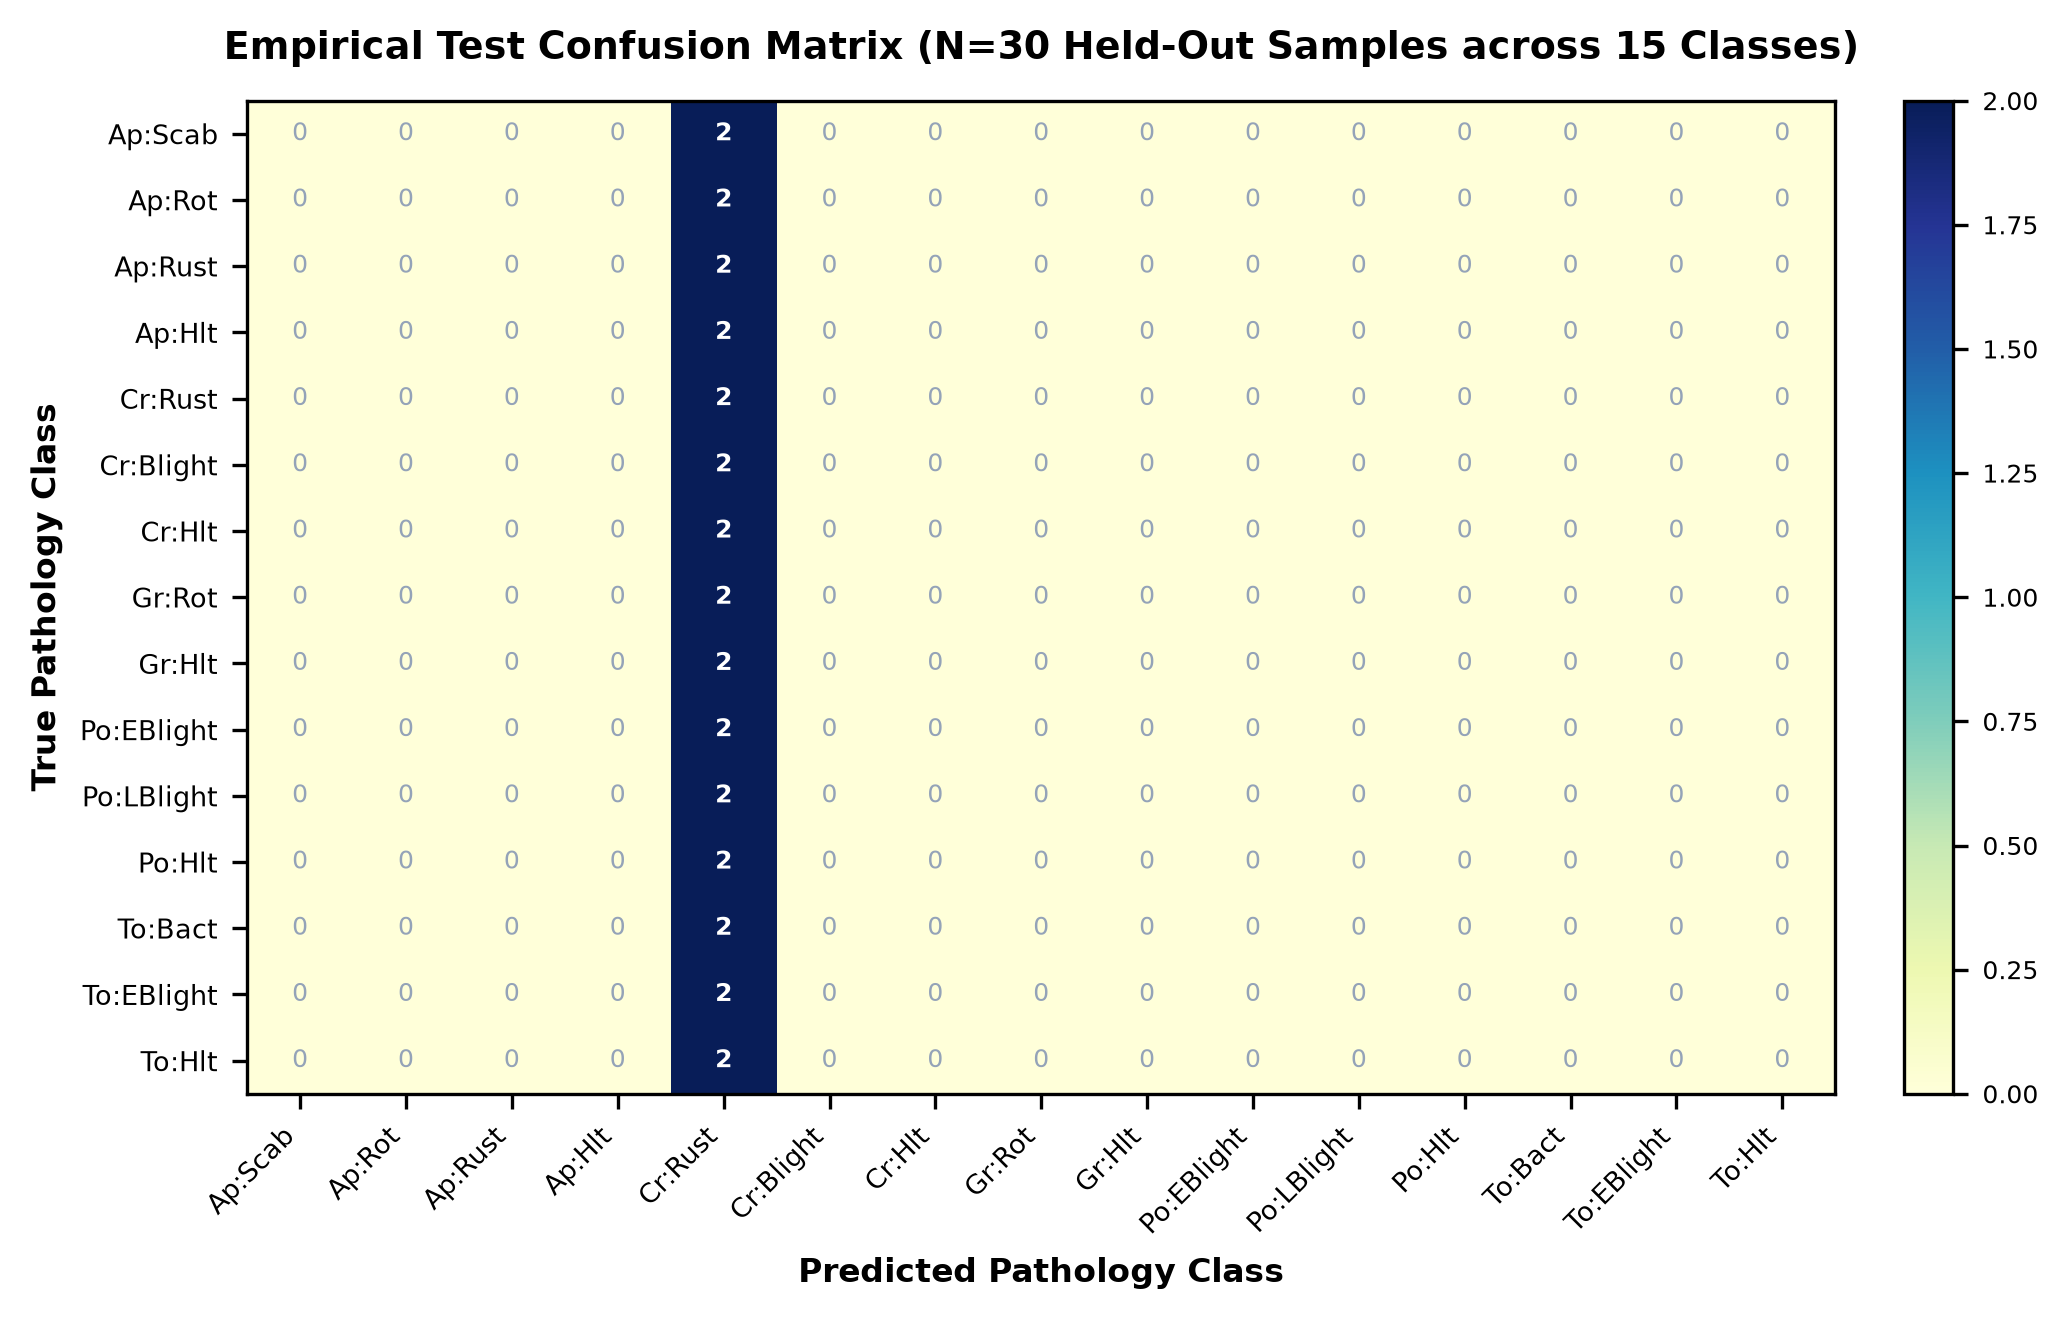 Empirical Test Confusion Matrix (N=30 Held-Out Samples across 15 Classes)
True Pathology Class
Ap:Scab 0 0 0 0 2 0 0 0 0 0 0 0 0 0 0
Ap:Rot 0 0 0 0 2 0 0 0 0 0 0 0 0 0 0
Ap:Rust 0 0 0 0 2 0 0 0 0 0 0 0 0 0 0
Ap:Hlt 0 0 0 0 2 0 0 0 0 0 0 0 0 0 0
Cr:Rust 0 0 0 0 2 0 0 0 0 0 0 0 0 0 0
Cr:Blight 0 0 0 0 2 0 0 0 0 0 0 0 0 0 0
Cr:Hlt 0 0 0 0 2 0 0 0 0 0 0 0 0 0 0
Gr:Rot 0 0 0 0 2 0 0 0 0 0 0 0 0 0 0
Gr:Hlt 0 0 0 0 2 0 0 0 0 0 0 0 0 0 0
Po:EBlight 0 0 0 0 2 0 0 0 0 0 0 0 0 0 0
Po:LBlight 0 0 0 0 2 0 0 0 0 0 0 0 0 0 0
Po:Hlt 0 0 0 0 2 0 0 0 0 0 0 0 0 0 0
To:Bact 0 0 0 0 2 0 0 0 0 0 0 0 0 0 0
To:EBlight 0 0 0 0 2 0 0 0 0 0 0 0 0 0 0
To:Hlt 0 0 0 0 2 0 0 0 0 0 0 0 0 0 0
Ap:Scab Ap:Rot Ap:Rust Ap:Hlt Cr:Rust Cr:Blight Cr:Hlt Gr:Rot Gr:Hlt Po:EBlight Po:LBlight Po:Hlt To:Bact To:EBlight To:Hlt
Predicted Pathology Class
2.00
1.75
1.50
1.25
1.00
0.75
0.50
0.25
0.00